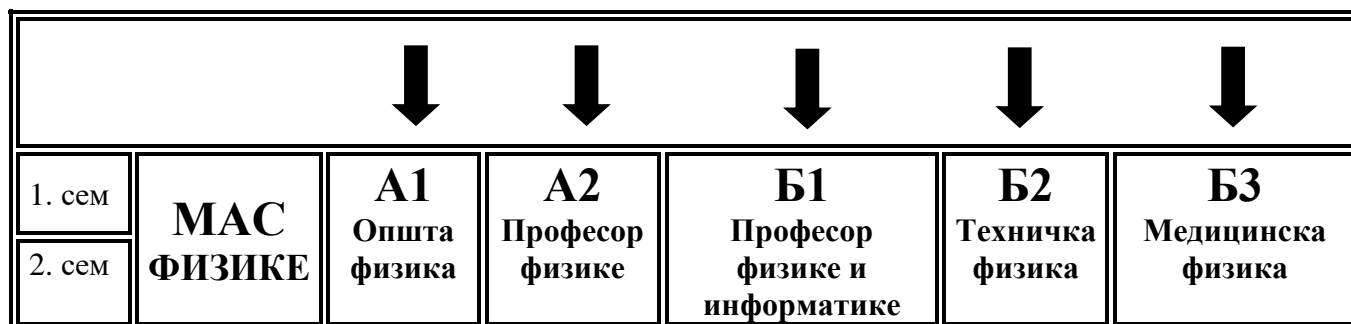 1. сем
2. сем
МАС
ФИЗИКЕ
А1
Општа
физика
А2
Професор
физике
Б1
Професор
физике и
информатике
Б2
Техничка
физика
Б3
Медицинска
физика